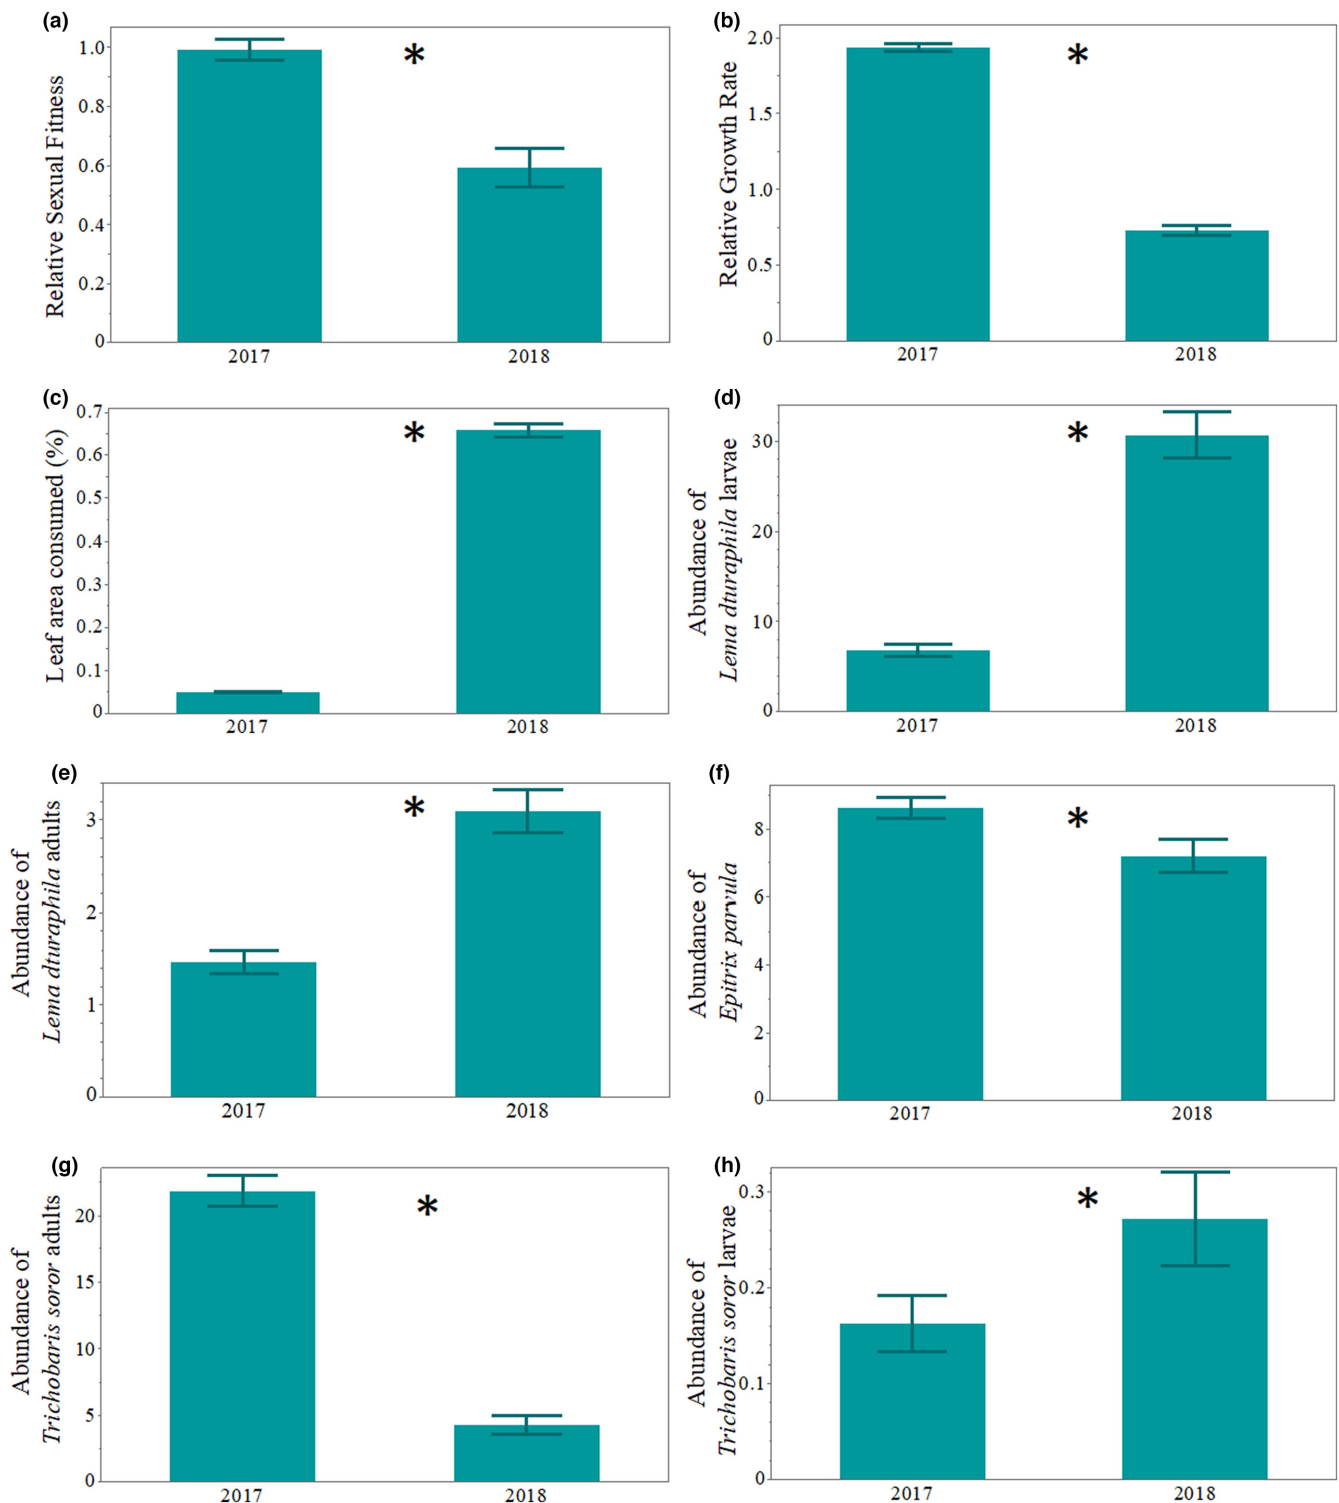 (a)
Relative Sexual Fitness
1.0
0.8
0.6
0.4
0.2
0
*
2017 2018
(b)
Relative Growth Rate
2.0
1.5
1.0
0.5
0
*
2017 2018
(c)
Leaf area consumed (%)
0.7
0.6
0.5
0.4
0.3
0.2
0.1
0
*
2017 2018
(d)
Abundance of
Lema dturaphila larvae
30
20
10
0
*
2017 2018
(e)
Abundance of
Lema dturaphila adults
3
2
1
0
*
2017 2018
(f)
Abundance of
Epitrix parvula
8
6
4
2
0
*
2017 2018
(g)
Abundance of
Trichobaris soror adults
20
15
10
5
0
*
2017 2018
(h)
Abundance of
Trichobaris soror larvae
0.3
0.2
0.1
0
*
2017 2018